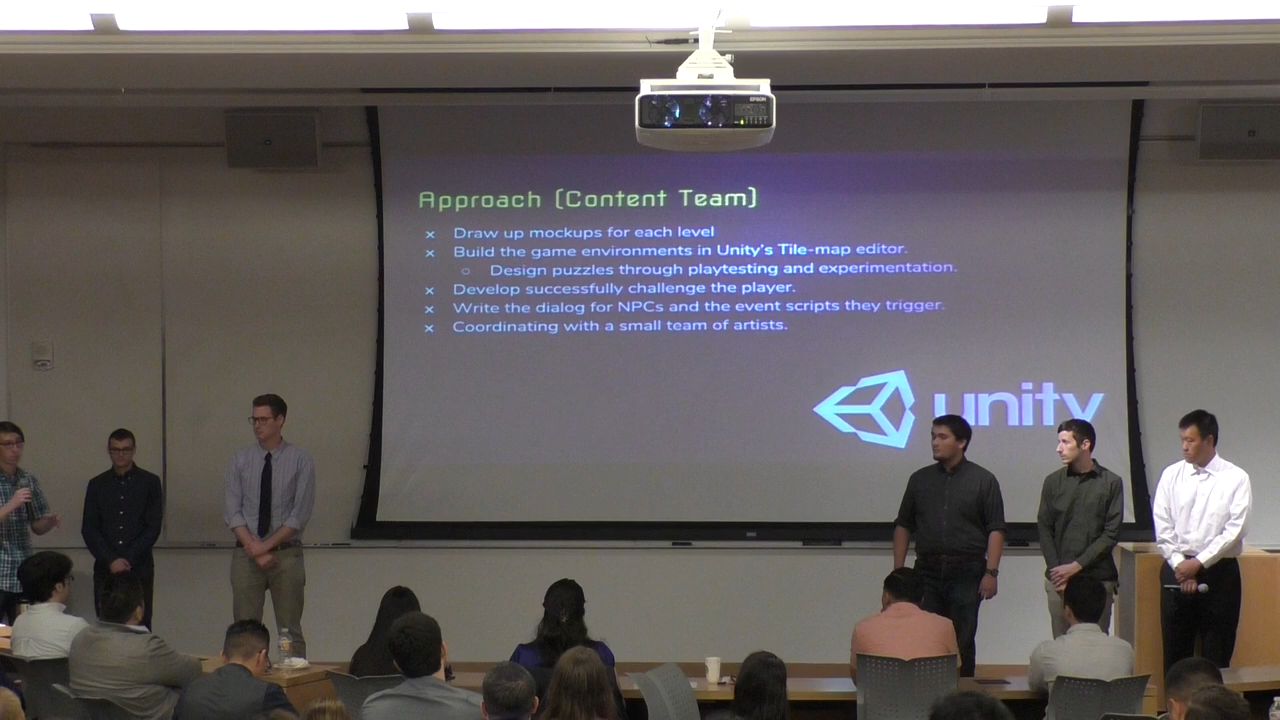 EPSON
Approach (Content Team)
× Draw up mockups for each level
× Build the game environments in Unity's Tile-map editor.
○ Design puzzles through playtesting and experimentation.
× Develop successfully challenge the player.
× Write the dialog for NPCs and the event scripts they trigger.
× Coordinating with a small team of artists.
unity